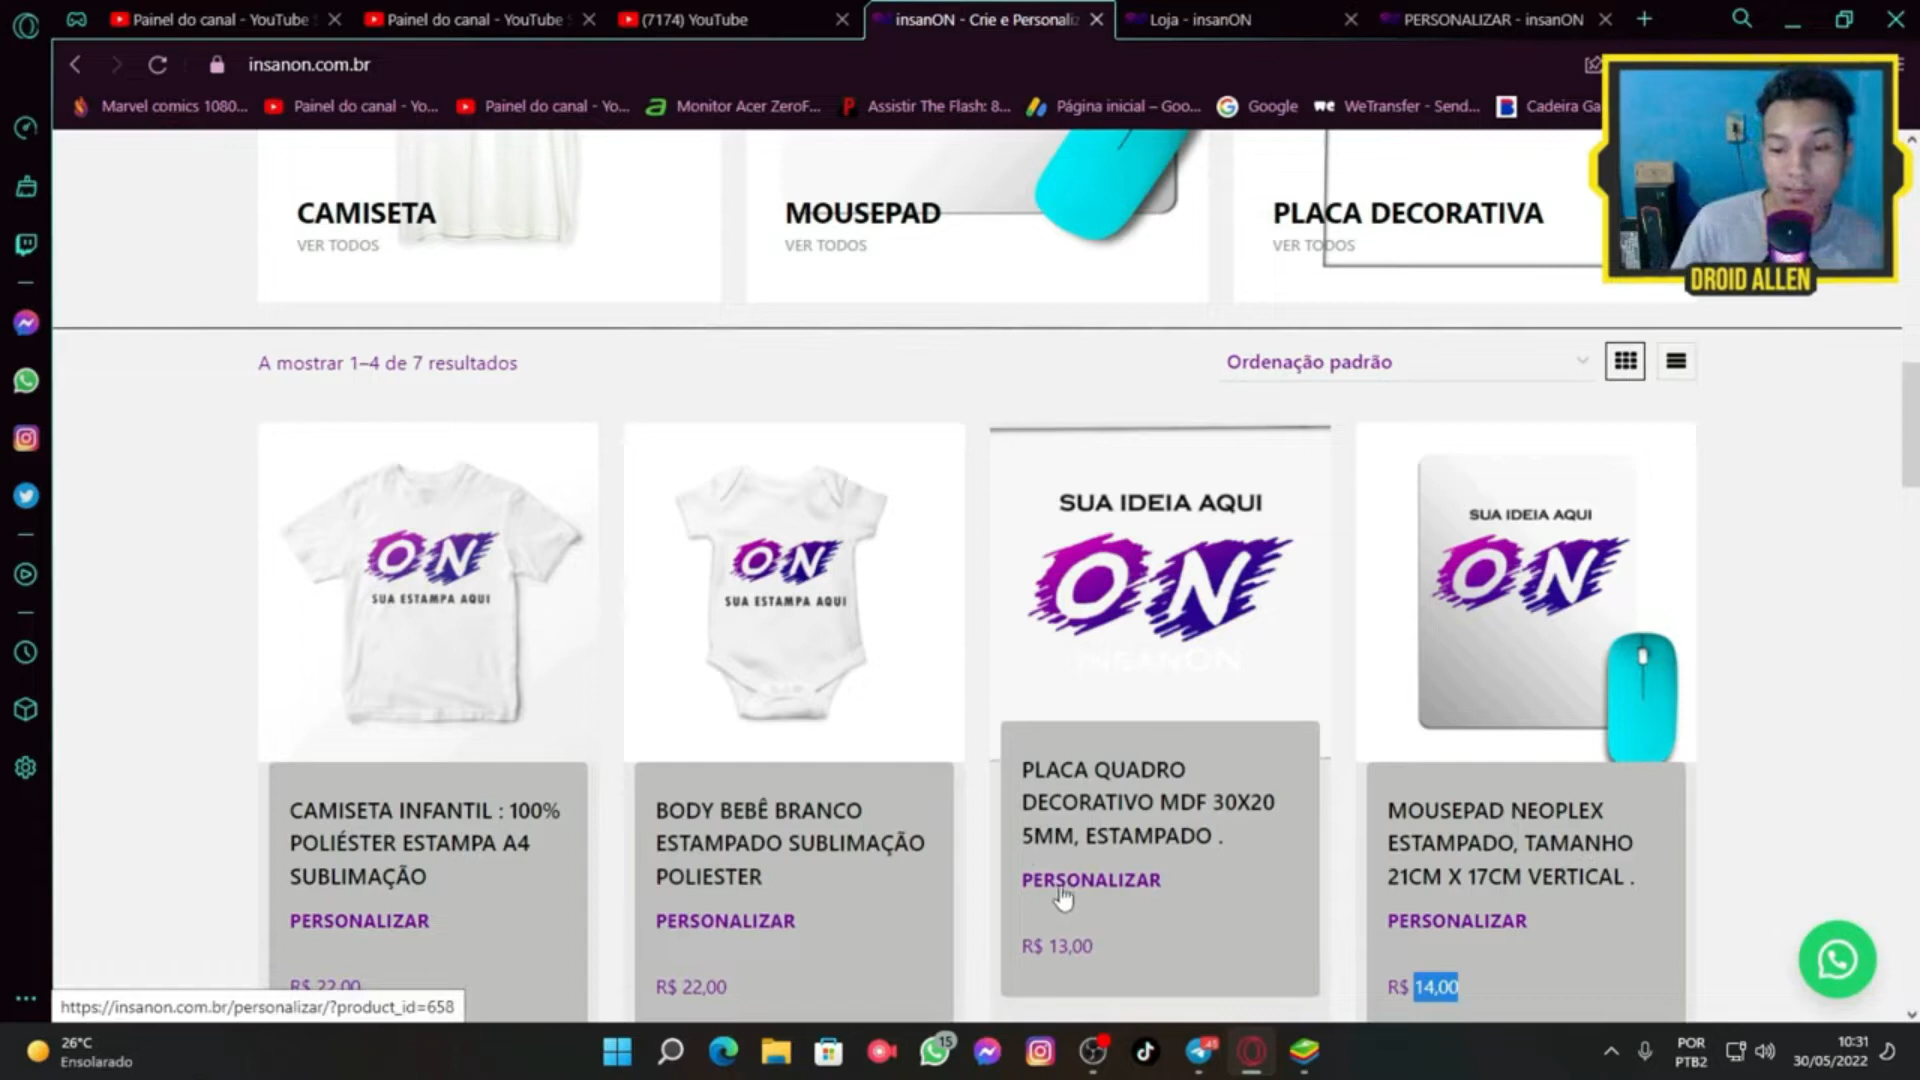 Painel do canal - YouTube
Painel do canal - YouTube
(7174) YouTube
insanON - Crie e Personaliz
Loja - insanON
PERSONALIZAR - insanON
insanon.com.br
Marvel comics 1080...
Painel do canal - Yo...
Painel do canal - Yo...
Monitor Acer ZeroF...
Assistir The Flash: 8...
Página inicial – Goo...
Google
WeTransfer - Send...
Cadeira Ga
DROID ALLEN
CAMISETA
VER TODOS
MOUSEPAD
VER TODOS
PLACA DECORATIVA
VER TODOS
A mostrar 1–4 de 7 resultados
Ordenação padrão
ON
SUA ESTAMPA AQUI
ON
SUA ESTAMPA AQUI
SUA IDEIA AQUI
ON
INSANON
SUA IDEIA AQUI
ON
CAMISETA INFANTIL : 100%
POLIÉSTER ESTAMPA A4
SUBLIMAÇÃO
PERSONALIZAR
R$ 22,00
BODY BEBÊ BRANCO
ESTAMPADO SUBLIMAÇÃO
POLIESTER
PERSONALIZAR
R$ 22,00
PLACA QUADRO
DECORATIVO MDF 30X20
5MM, ESTAMPADO .
PERSONALIZAR
R$ 13,00
MOUSEPAD NEOPLEX
ESTAMPADO, TAMANHO
21CM X 17CM VERTICAL .
PERSONALIZAR
R$ 14,00
https://insanon.com.br/personalizar/?product_id=658
26°C
Ensolarado
15
45
POR
PTB2
10:31
30/05/2022